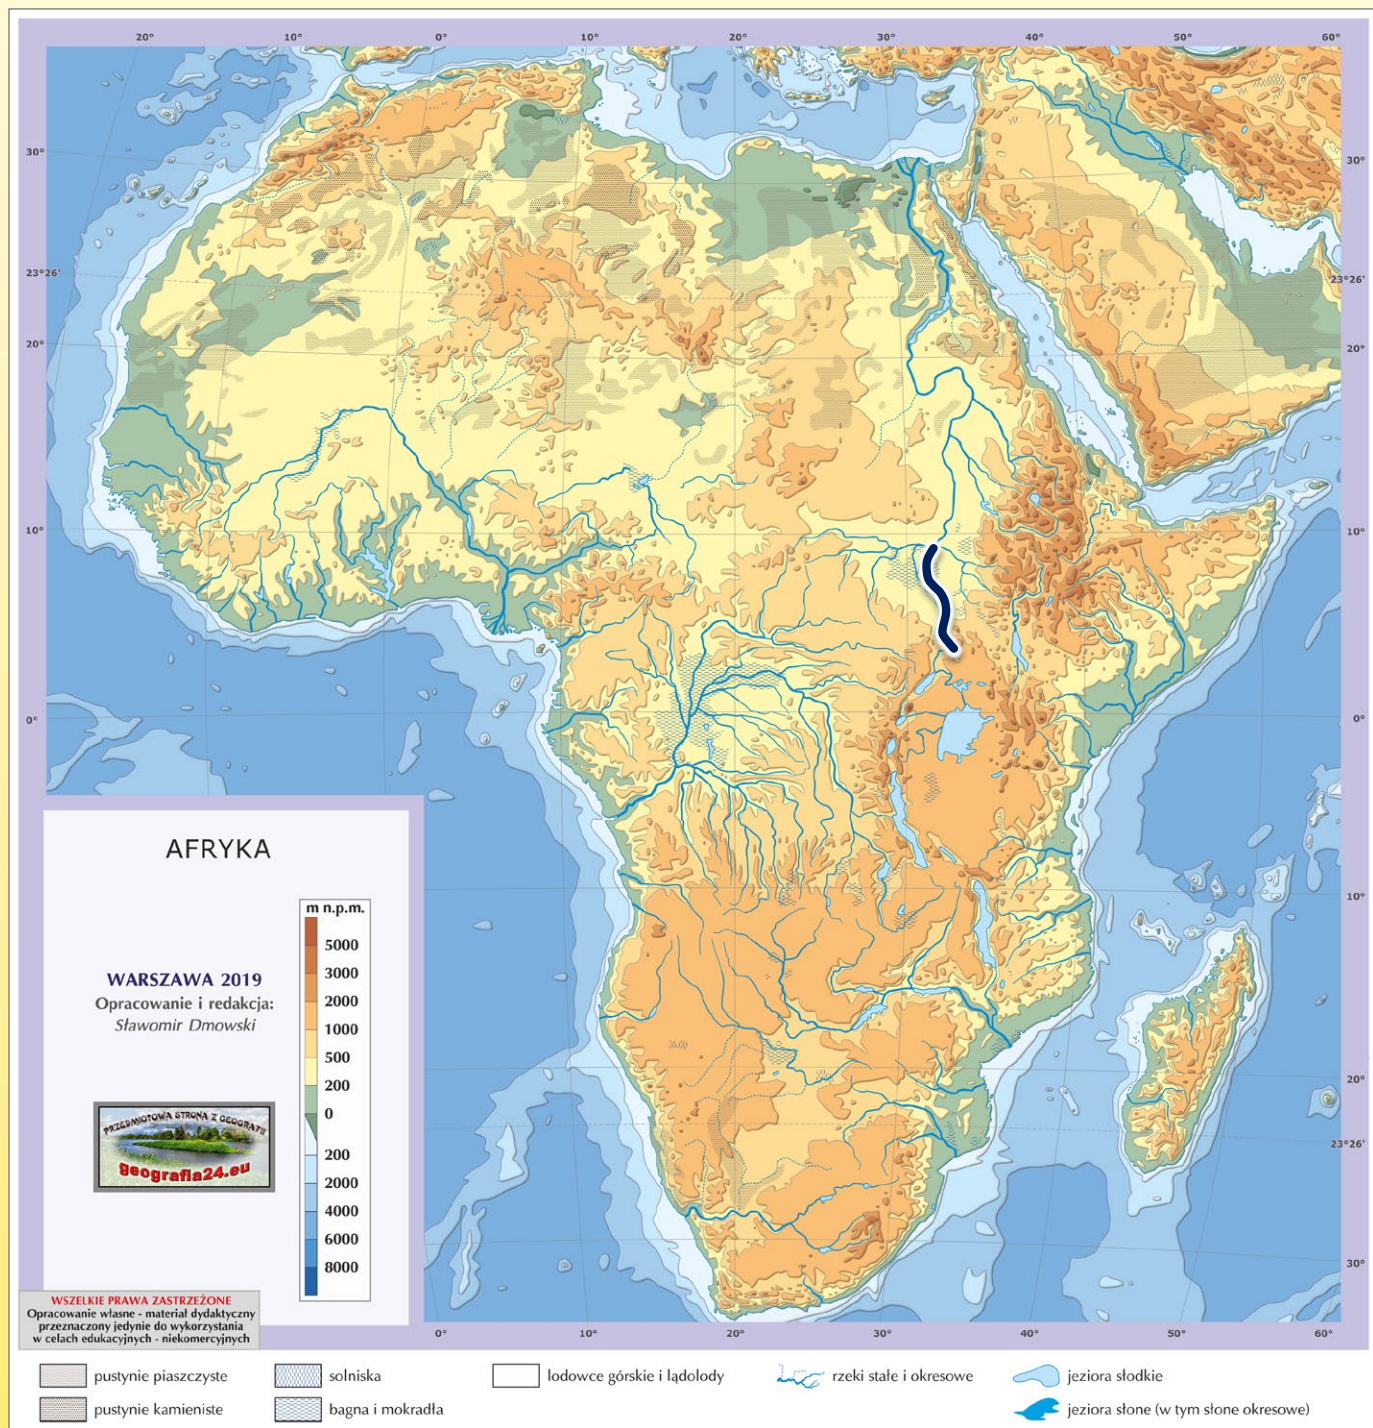 20° 10° 0° 10° 20° 30° 40° 50° 60°
30° 30°
23°26' 23°26'
20° 20°
10° 10°
0° 0°
10°
20°
23°26'
30°
40° 50°
AFRYKA
WARSZAWA 2019
Opracowanie i redakcja:
Sławomir Dmowski
m n.p.m.
5000
3000
2000
1000
500
200
0
200
2000
4000
6000
8000
PRZEDMIOTOWA STRONA Z GEOGRAFII
geografia24.eu
WSZELKIE PRAWA ZASTRZEŻONE
Opracowanie własne - materiał dydaktyczny
przeznaczony jedynie do wykorzystania
w celach edukacyjnych - niekomercyjnych
0° 10° 20° 30° 40° 50° 60°
pustynie piaszczyste
pustynie kamieniste
solniska
bagna i mokradła
lodowce górskie i lądolody
rzeki stałe i okresowe
jeziora słodkie
jeziora słone (w tym słone okresowe)